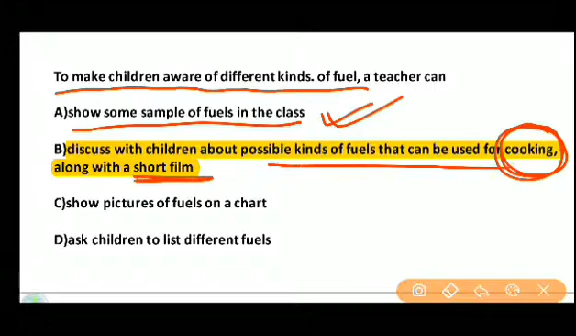 To make children aware of different kinds. of fuel, a teacher can
A)show some sample of fuels in the class
B)discuss with children about possible kinds of fuels that can be used for cooking,
along with a short film
C)show pictures of fuels on a chart
D)ask children to list different fuels